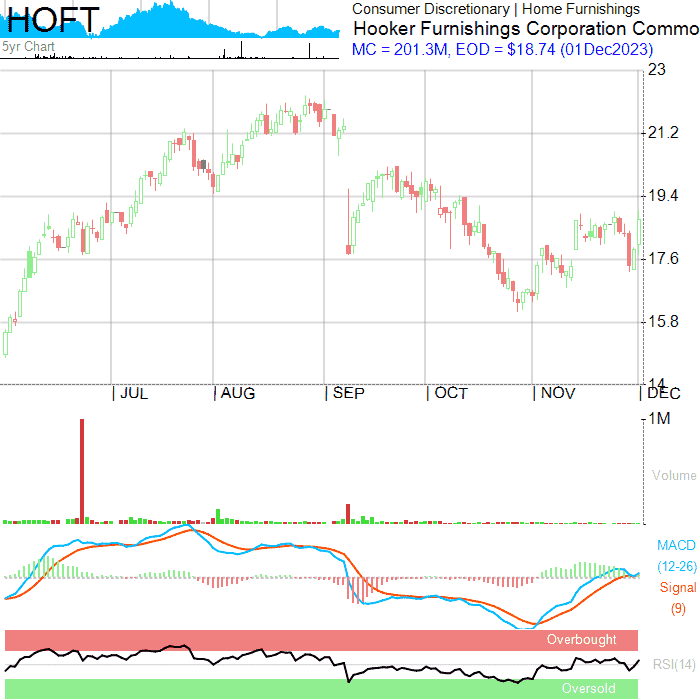 HOFT
5yr Chart
Consumer Discretionary | Home Furnishings
Hooker Furnishings Corporation Commo
MC = 201.3M, EOD = $18.74 (01Dec2023)
23
21.2
19.4
17.6
15.8
14
JUL AUG SEP OCT NOV DEC
1M
Volume
MACD
(12-26)
Signal
(9)
Overbought
RSI(14)
Oversold